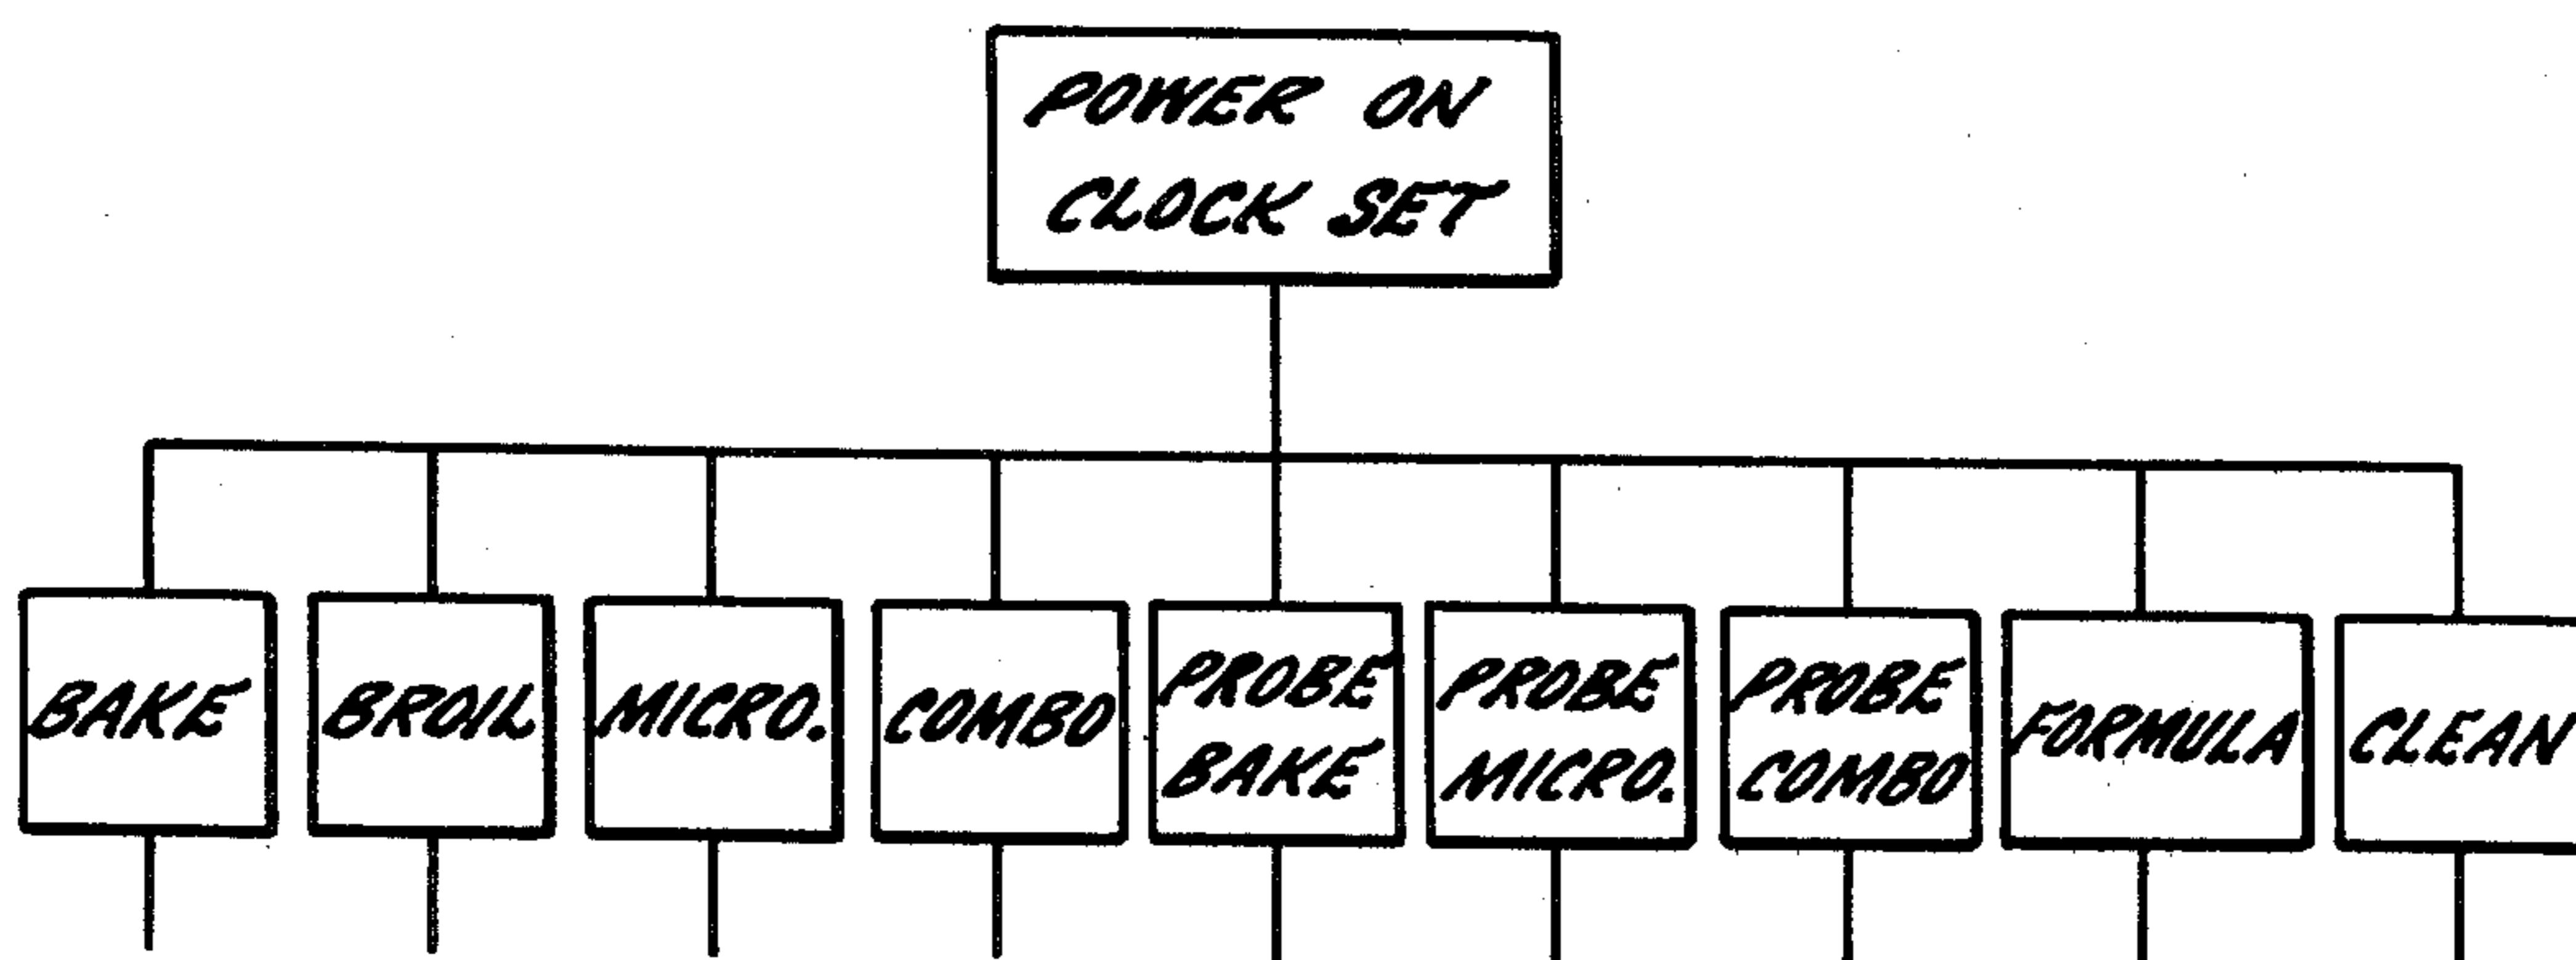 POWER ON
CLOCK SET
BAKE
BROIL
MICRO.
COMBO
PROBE
BAKE
PROBE
MICRO.
PROBE
COMBO
FORMULA
CLEAN